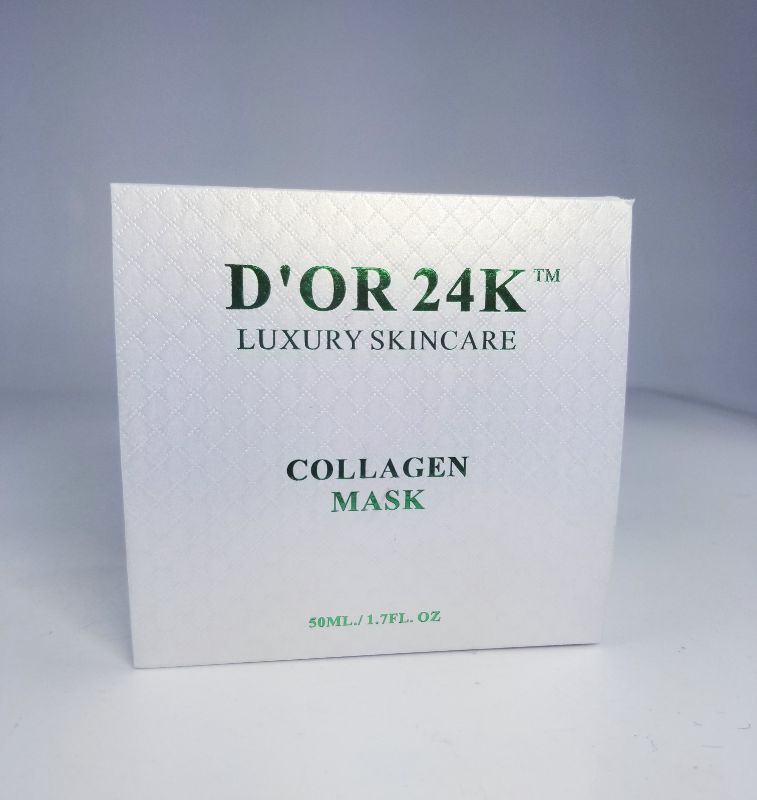 D'OR 24K™
LUXURY SKINCARE
COLLAGEN
MASK
50ML./ 1.7FL. OZ